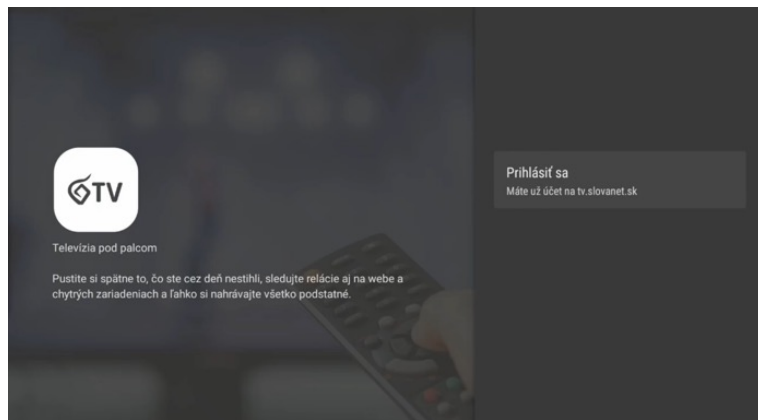 TV
Televízia pod palcom
Pustite si spätne to, čo ste cez deň nestihli, sledujte relácie aj na webe a
chytrých zariadeniach a ľahko si nahrávajte všetko podstatné.
Prihlásiť sa
Máte už účet na tv.slovanet.sk